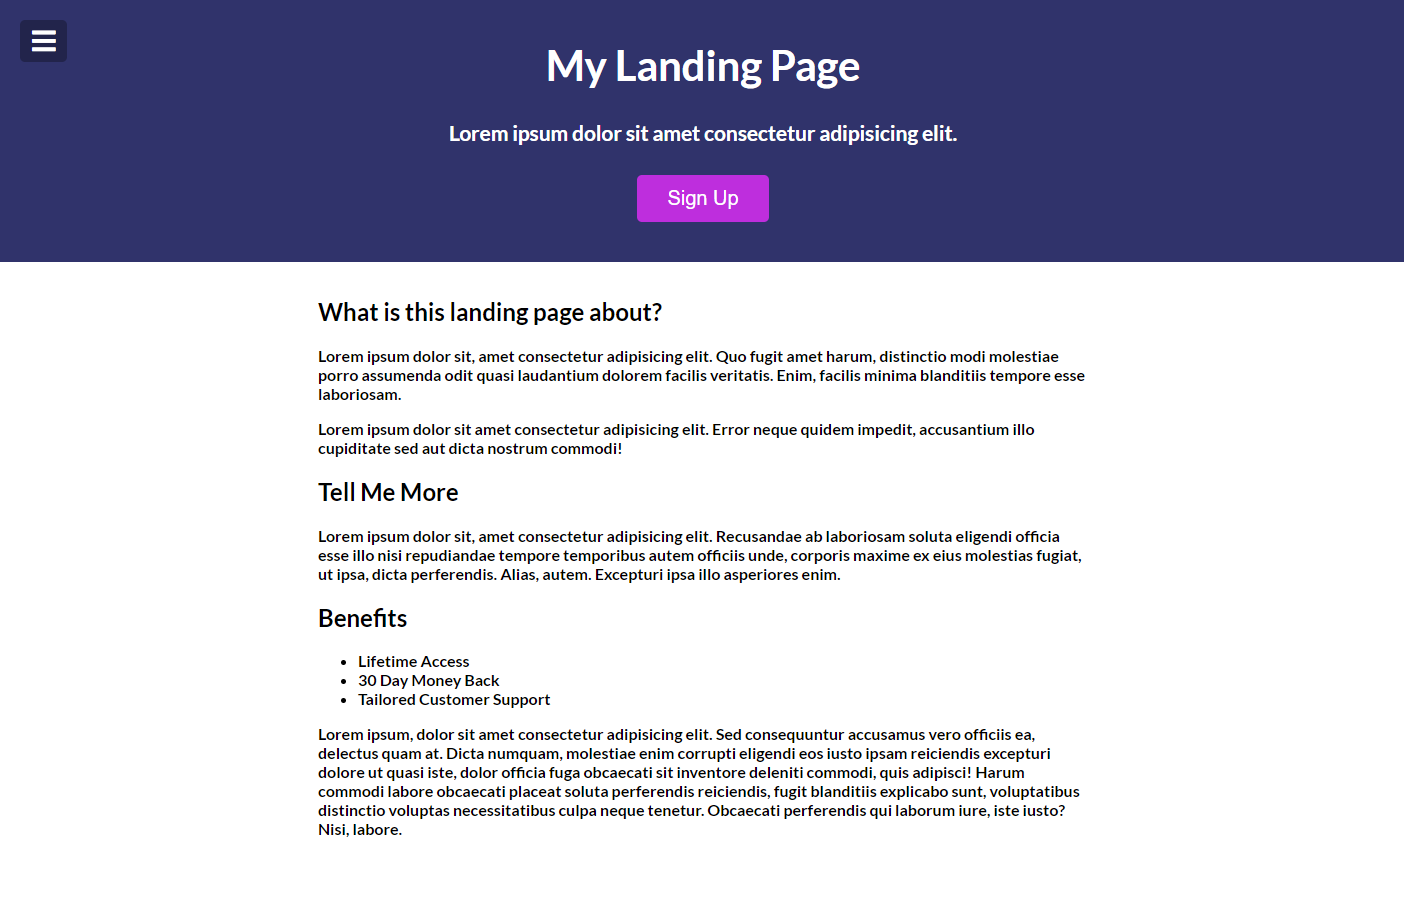 My Landing Page
Lorem ipsum dolor sit amet consectetur adipisicing elit.
Sign Up
What is this landing page about?
Lorem ipsum dolor sit, amet consectetur adipisicing elit. Quo fugit amet harum, distinctio modi molestiae
porro assumenda odit quasi laudantium dolorem facilis veritatis. Enim, facilis minima blanditiis tempore esse
laboriosam.
Lorem ipsum dolor sit amet consectetur adipisicing elit. Error neque quidem impedit, accusantium illo
cupiditate sed aut dicta nostrum commodi!
Tell Me More
Lorem ipsum dolor sit, amet consectetur adipisicing elit. Recusandae ab laboriosam soluta eligendi officia
esse illo nisi repudiandae tempore temporibus autem officiis unde, corporis maxime ex eius molestias fugiat,
ut ipsa, dicta perferendis. Alias, autem. Excepturi ipsa illo asperiores enim.
Benefits
• Lifetime Access
• 30 Day Money Back
• Tailored Customer Support
Lorem ipsum, dolor sit amet consectetur adipisicing elit. Sed consequuntur accusamus vero officiis ea,
delectus quam at. Dicta numquam, molestiae enim corrupti eligendi eos iusto ipsam reiciendis excepturi
dolore ut quasi iste, dolor officia fuga obcaecati sit inventore deleniti commodi, quis adipisci! Harum
commodi labore obcaecati placeat soluta perferendis reiciendis, fugit blanditiis explicabo sunt, voluptatibus
distinctio voluptas necessitatibus culpa neque tenetur. Obcaecati perferendis qui laborum iure, iste iusto?
Nisi, labore.